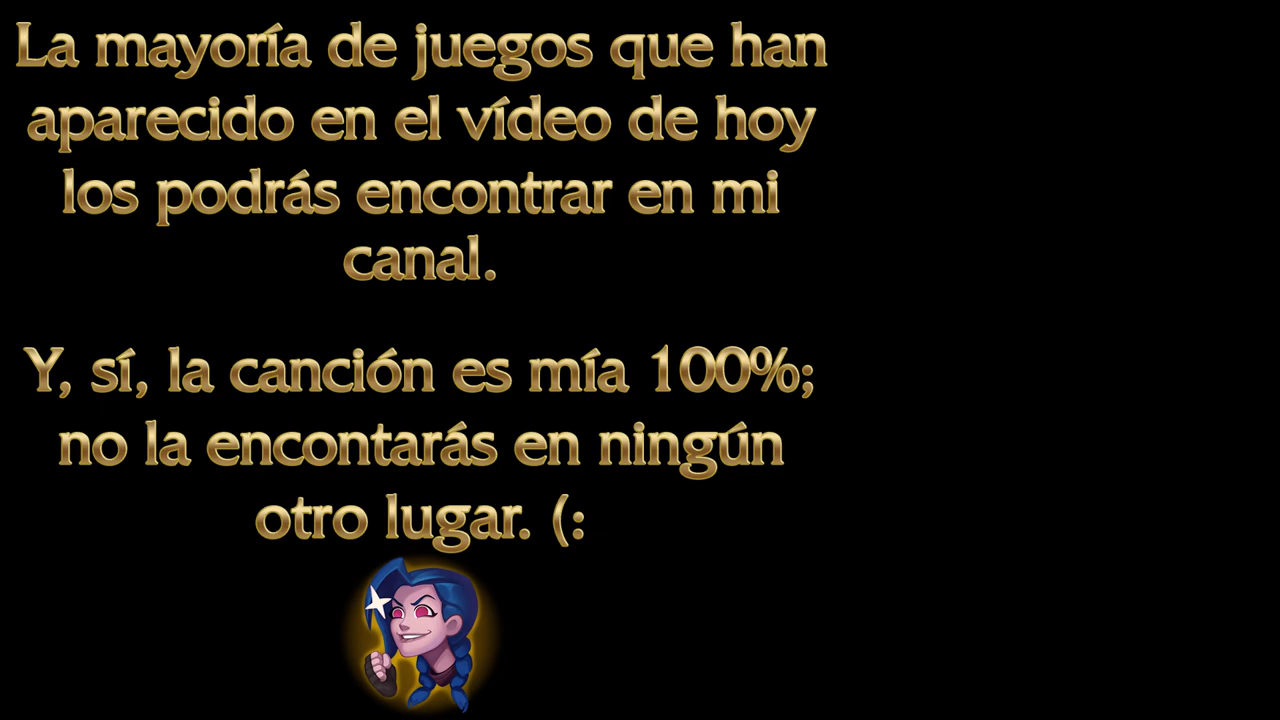 La mayoría de juegos que han
aparecido en el vídeo de hoy
los podrás encontrar en mi
canal.
Y, sí, la canción es mía 100%;
no la encontarás en ningún
otro lugar. (: